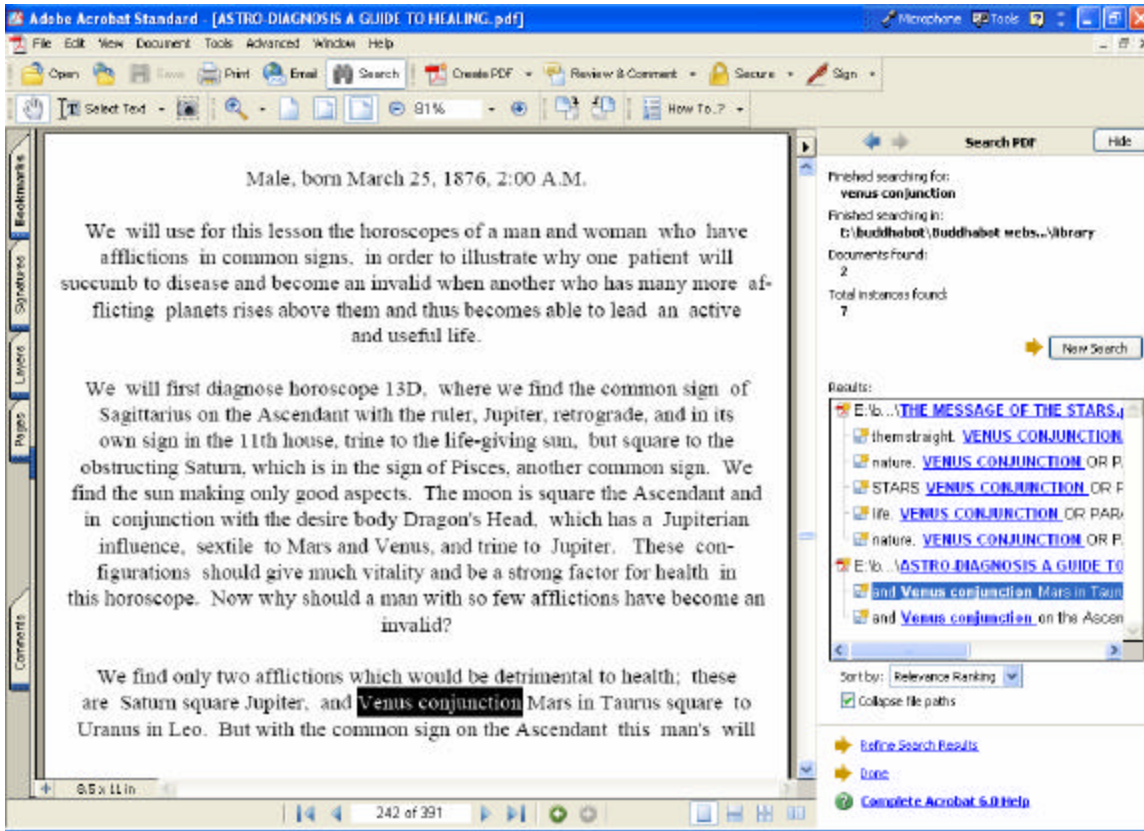 Adobe Acrobat Standard - [ASTRO-DIAGNOSIS A GUIDE TO HEALING.pdf]
Microphone Tools
File Edit View Document Tools Advanced Window Help
Open Save Print Email Search Create PDF Review & Comment Secure Sign
Select Text 81% How To..?
Bookmarks
Signatures
Layers
Pages
Comments
Male, born March 25, 1876, 2:00 A.M.
We will use for this lesson the horoscopes of a man and woman who have
afflictions in common signs, in order to illustrate why one patient will
succumb to disease and become an invalid when another who has many more af-
flicting planets rises above them and thus becomes able to lead an active
and useful life.
We will first diagnose horoscope 13D, where we find the common sign of
Sagittarius on the Ascendant with the ruler, Jupiter, retrograde, and in its
own sign in the 11th house, trine to the life-giving sun, but square to the
obstructing Saturn, which is in the sign of Pisces, another common sign. We
find the sun making only good aspects. The moon is square the Ascendant and
in conjunction with the desire body Dragon's Head, which has a Jupiterian
influence, sextile to Mars and Venus, and trine to Jupiter. These con-
figurations should give much vitality and be a strong factor for health in
this horoscope. Now why should a man with so few afflictions have become an
invalid?
We find only two afflictions which would be detrimental to health; these
are Saturn square Jupiter, and Venus conjunction Mars in Taurus square to
Uranus in Leo. But with the common sign on the Ascendant this man's will
8.5 x 11 in
242 of 391
Search PDF Hide
Finished searching for:
venus conjunction
Finished searching in:
E:\buddhabot\Buddhabot webs...\library
Documents found:
2
Total instances found:
7
New Search
Results:
E:\b...\THE MESSAGE OF THE STARS.
them straight. VENUS CONJUNCTION
nature. VENUS CONJUNCTION OR P
STARS VENUS CONJUNCTION OR P
life. VENUS CONJUNCTION OR PAR
nature. VENUS CONJUNCTION OR P
E:\b...\ASTRO-DIAGNOSIS A GUIDE TO
and Venus conjunction Mars in Taur
and Venus conjunction on the Ascen
Sort by: Relevance Ranking
Collapse file paths
Refine Search Results
Done
Complete Acrobat 6.0 Help